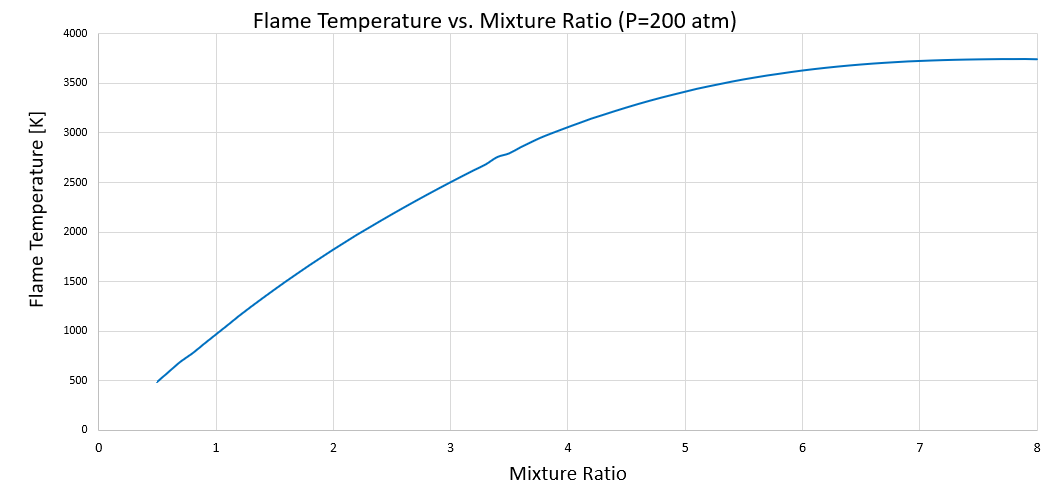 Flame Temperature vs. Mixture Ratio (P=200 atm)
4000
3500
3000
2500
2000
1500
1000
500
0
Flame Temperature [K]
0 1 2 3 4 5 6 7 8
Mixture Ratio